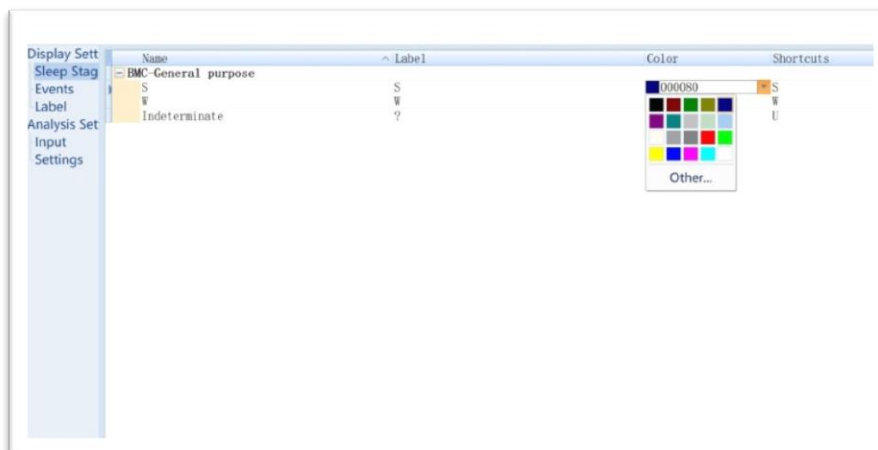 Display Sett
Sleep Stag
Events
Label
Analysis Set
Input
Settings
Name Label Color Shortcuts
BMC-General purpose
S S 000080 S
W W W
Indeterminate ? U
Other...